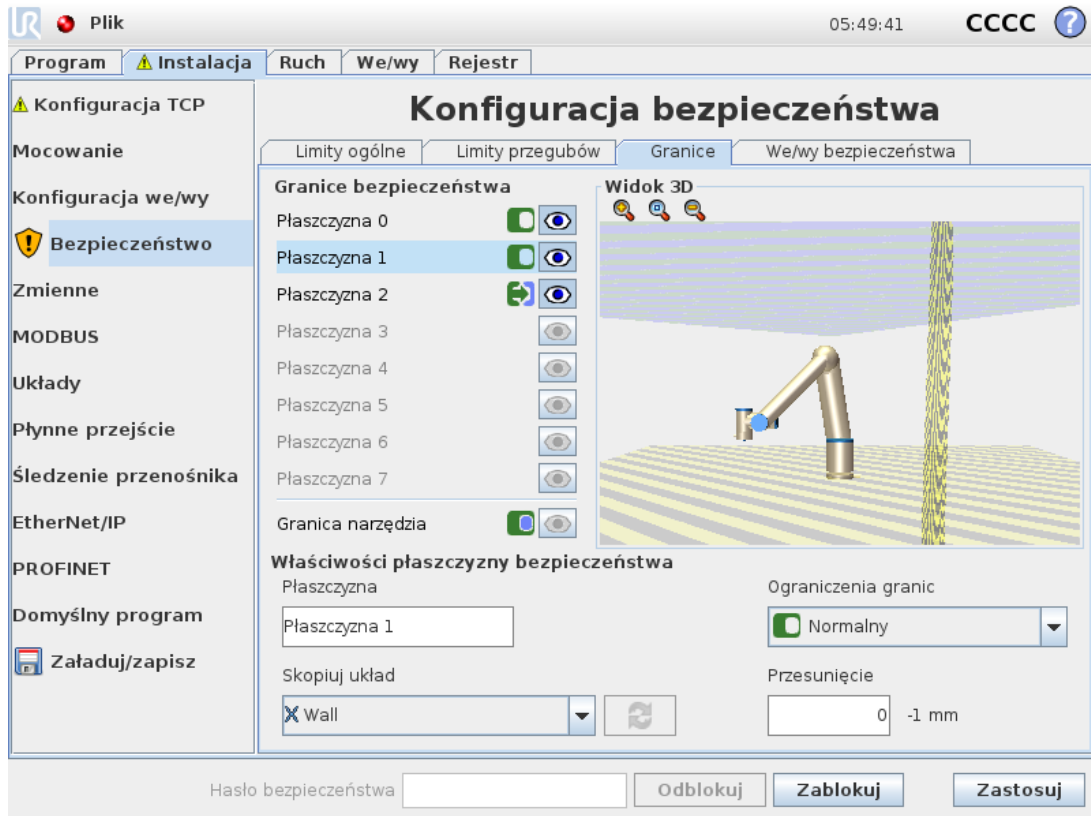 UR Plik 05:49:41 CCCC ?
Program Instalacja Ruch We/wy Rejestr
Konfiguracja TCP
Mocowanie
Konfiguracja we/wy
Bezpieczeństwo
Zmienne
MODBUS
Układy
Płynne przejście
Śledzenie przenośnika
EtherNet/IP
PROFINET
Domyślny program
Załaduj/zapisz
Konfiguracja bezpieczeństwa
Limity ogólne Limity przegubów Granice We/wy bezpieczeństwa
Granice bezpieczeństwa
Płaszczyzna 0
Płaszczyzna 1
Płaszczyzna 2
Płaszczyzna 3
Płaszczyzna 4
Płaszczyzna 5
Płaszczyzna 6
Płaszczyzna 7
Granica narzędzia
Widok 3D
Właściwości płaszczyzny bezpieczeństwa
Płaszczyzna Ograniczenia granic
Płaszczyzna 1 Normalny
Skopiuj układ Przesunięcie
Wall 0 -1 mm
Hasło bezpieczeństwa Odblokuj Zablokuj Zastosuj